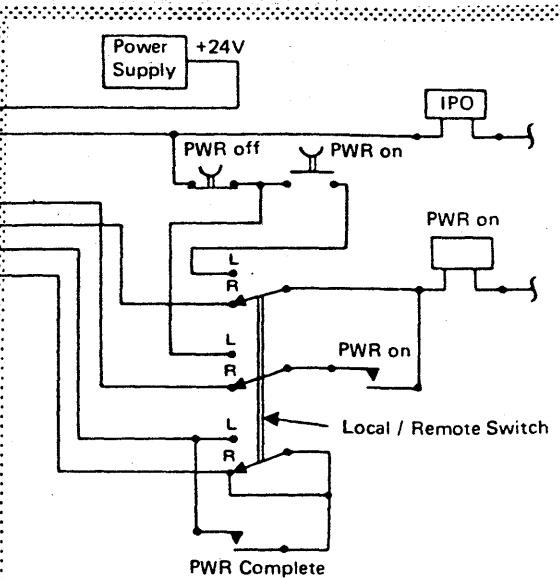 Power
Supply
+24V
IPO
PWR off
PWR on
PWR on
L
R
L
R
PWR on
L
R
Local / Remote Switch
PWR Complete